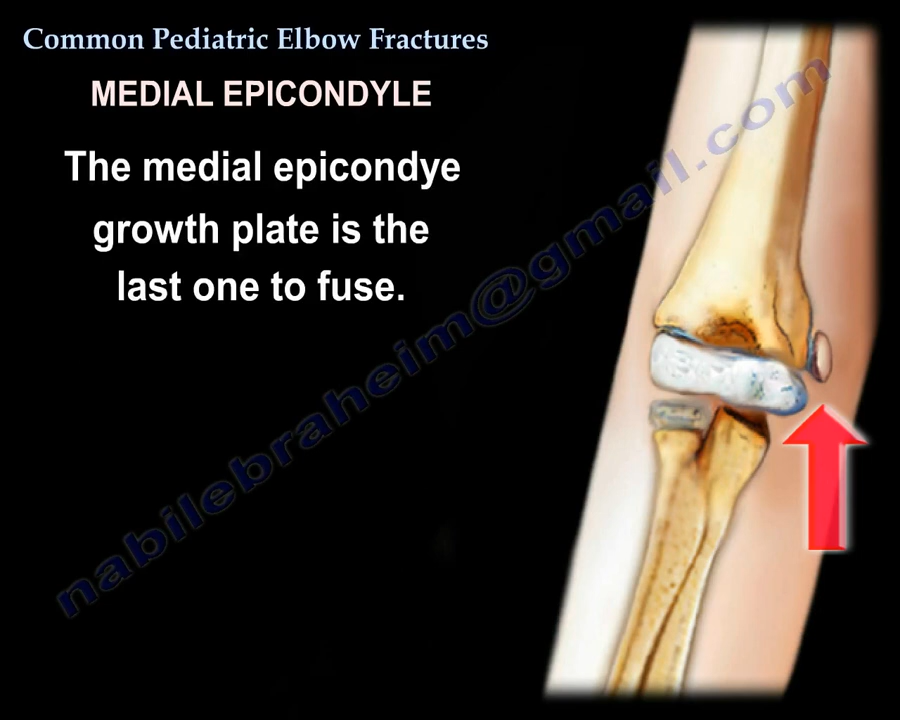 Common Pediatric Elbow Fractures
MEDIAL EPICONDYLE
The medial epicondye
growth plate is the
last one to fuse.
nabilebraheim@gmail.com